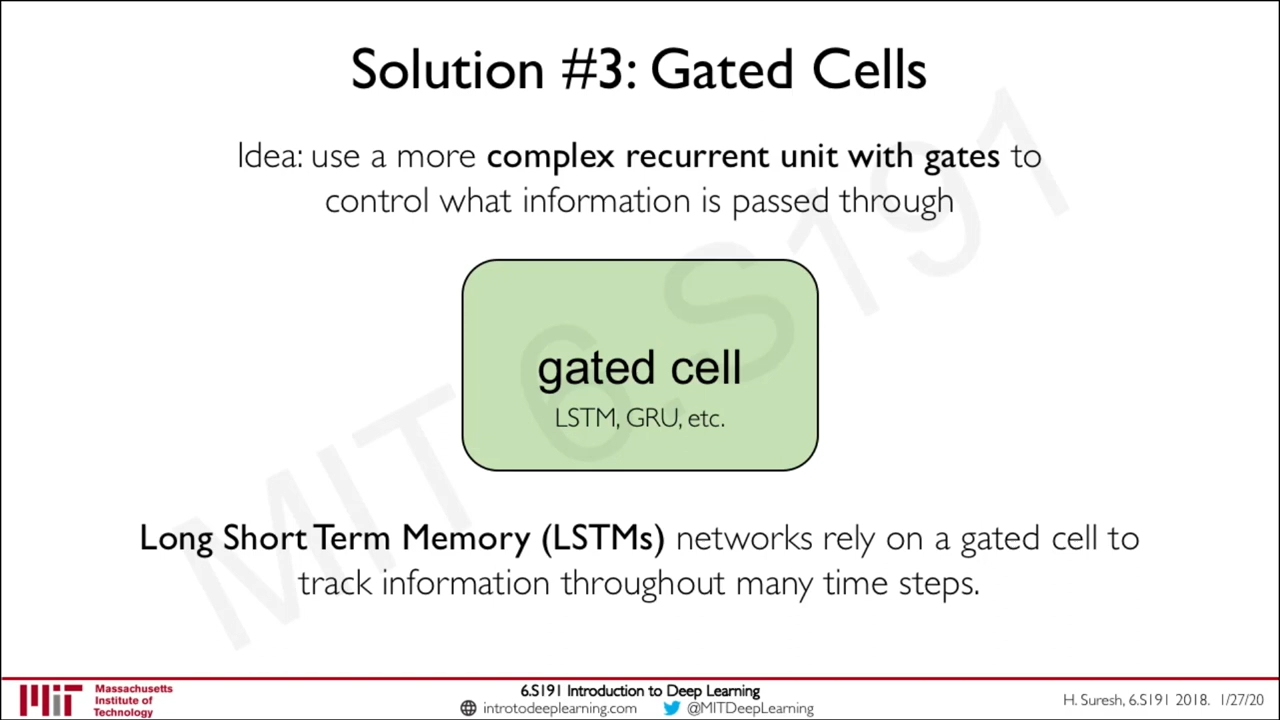 Solution #3: Gated Cells
Idea: use a more complex recurrent unit with gates to
control what information is passed through
gated cell
LSTM, GRU, etc.
Long Short Term Memory (LSTMs) networks rely on a gated cell to
track information throughout many time steps.
MIT 6.S191
Massachusetts
Institute of
Technology
6.S191 Introduction to Deep Learning
introtodeeplearning.com @MITDeepLearning
H. Suresh, 6.S191 2018. 1/27/20